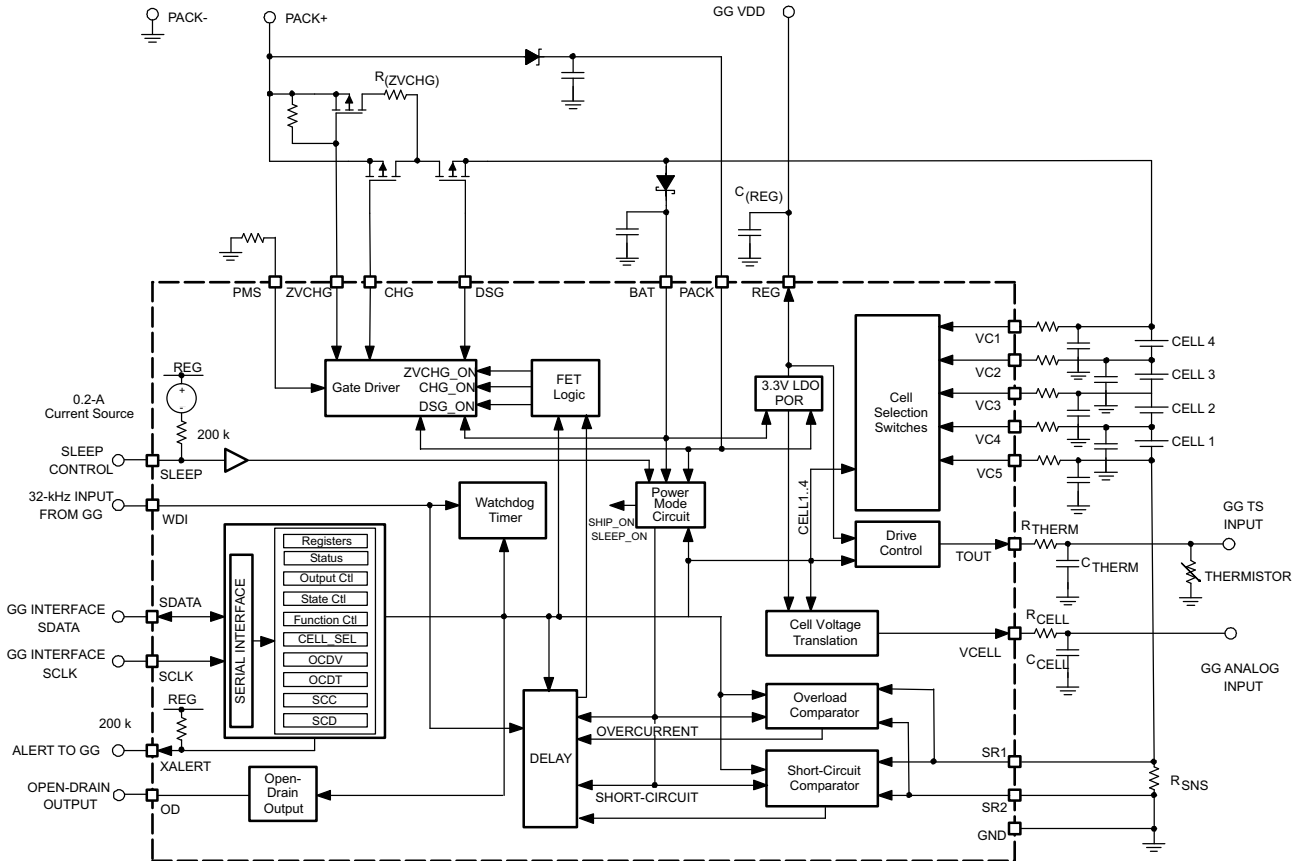 PACK-
PACK+
GG VDD
R(ZVCHG)
C(REG)
PMS
ZVCHG
CHG
DSG
BAT
PACK
REG
REG
0.2-A
Current Source
200 k
SLEEP
CONTROL
SLEEP
32-kHz INPUT
FROM GG
WDI
Gate Driver
ZVCHG_ON
CHG_ON
DSG_ON
FET
Logic
3.3V LDO
POR
Cell
Selection
Switches
VC1
VC2
VC3
VC4
VC5
CELL 4
CELL 3
CELL 2
CELL 1
Watchdog
Timer
SHIP_ON
SLEEP_ON
Power
Mode
Circuit
CELL1..4
Drive
Control
TOUT
RTHERM
CTHERM
GG TS
INPUT
THERMISTOR
GG INTERFACE
SDATA
SDATA
GG INTERFACE
SCLK
SCLK
SERIAL INTERFACE
Registers
Status
Output Ctl
State Ctl
Function Ctl
CELL_SEL
OCDV
OCDT
SCC
SCD
Cell Voltage
Translation
VCELL
RCELL
CCELL
GG ANALOG
INPUT
REG
200 k
ALERT TO GG
XALERT
OPEN-DRAIN
OUTPUT
OD
Open-
Drain
Output
DELAY
OVERCURRENT
SHORT-CIRCUIT
Overload
Comparator
Short-Circuit
Comparator
SR1
SR2
GND
RSNS